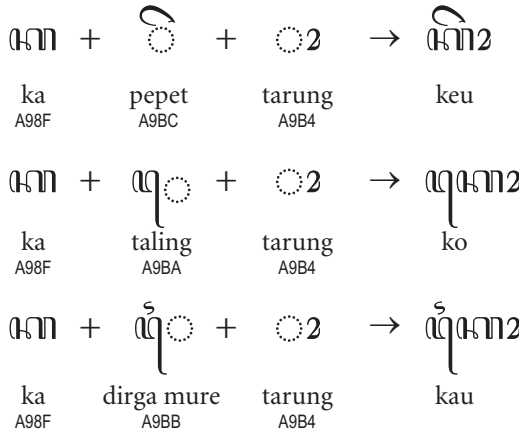 ꦏ + ◌ꦼ + ◌ꦴ → ꦏꦼꦴ
ka pepet tarung keu
A98F A9BC A9B4
ꦏ + ◌ꦺ + ◌ꦴ → ꦏꦺꦴ
ka taling tarung ko
A98F A9BA A9B4
ꦏ + ◌ꦻ + ◌ꦴ → ꦏꦻꦴ
ka dirga mure tarung kau
A98F A9BB A9B4